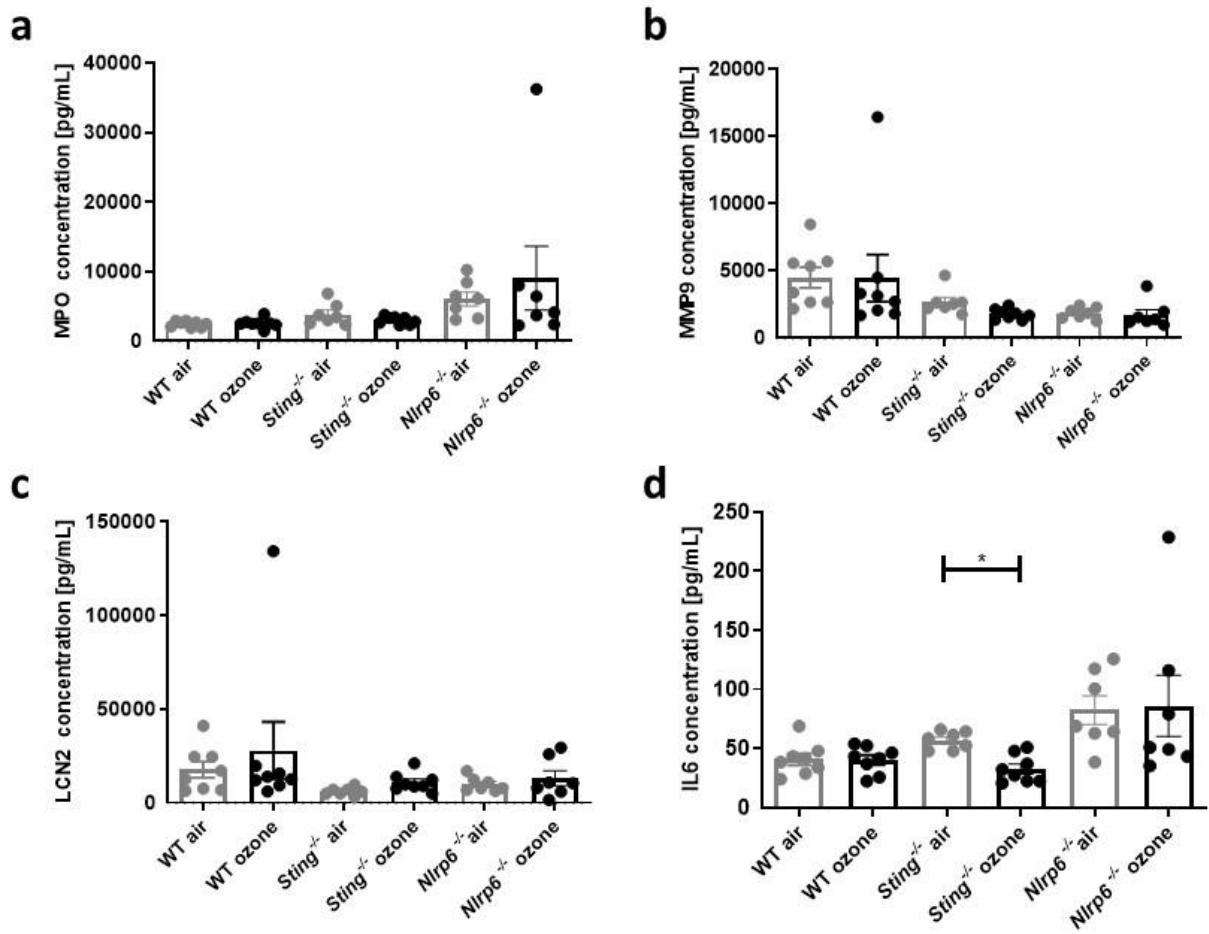 a
MPO concentration [pg/mL]
40000
30000
20000
10000
0
WT air
WT ozone
Sting-/- air
Sting-/- ozone
Nlrp6-/- air
Nlrp6-/- ozone
b
MMP9 concentration [pg/mL]
20000
15000
10000
5000
0
WT air
WT ozone
Sting-/- air
Sting-/- ozone
Nlrp6-/- air
Nlrp6-/- ozone
c
LCN2 concentration [pg/mL]
150000
100000
50000
0
WT air
WT ozone
Sting-/- air
Sting-/- ozone
Nlrp6-/- air
Nlrp6-/- ozone
d
IL6 concentration [pg/mL]
250
200
150
100
50
0
*
WT air
WT ozone
Sting-/- air
Sting-/- ozone
Nlrp6-/- air
Nlrp6-/- ozone